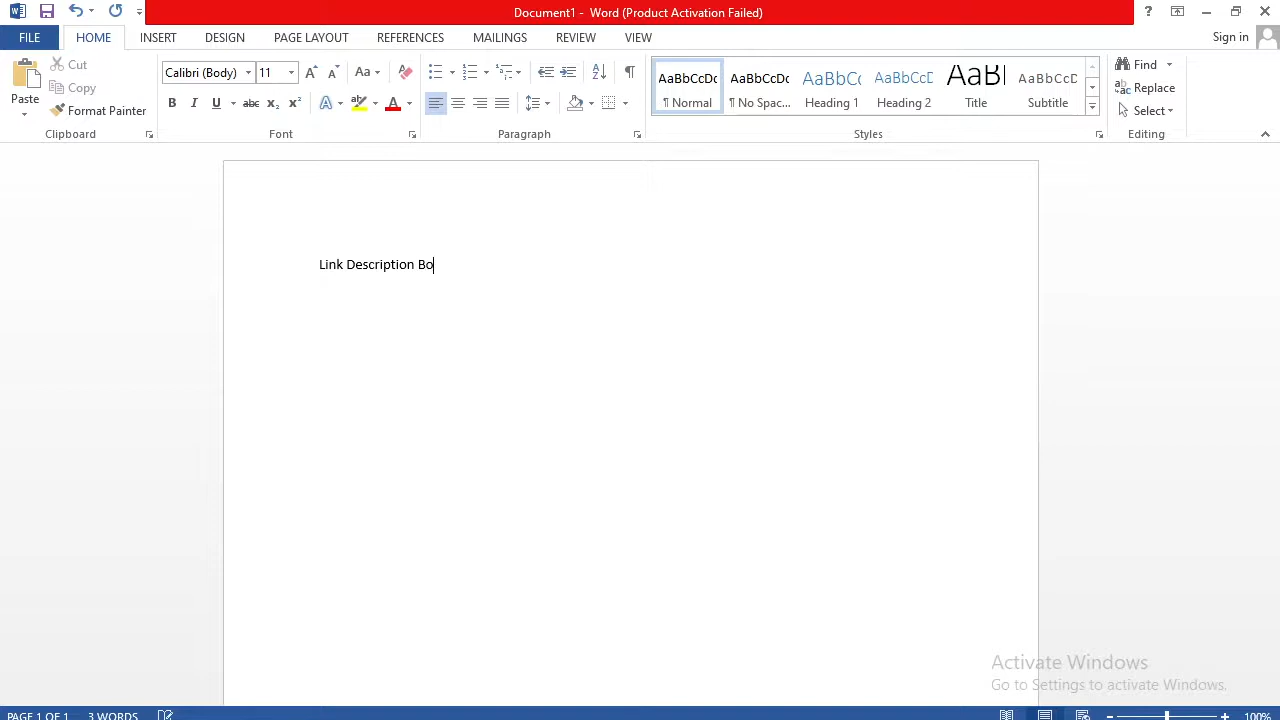 Document1 - Word (Product Activation Failed)
Sign in
FILE HOME INSERT DESIGN PAGE LAYOUT REFERENCES MAILINGS REVIEW VIEW
Paste
Cut
Copy
Format Painter
Clipboard
Calibri (Body) 11
Font
Paragraph
AaBbCcDc AaBbCcDc AaBbCc AaBbCcD AaB AaBbCcD
¶ Normal ¶ No Spac... Heading Heading 2 Title Subtitle
Styles
Find
Replace
Select
Editing
Link Description Bo
Activate Windows
Go to Settings to activate Windows.
PAGE 1 OF 1 3 WORDS 100%